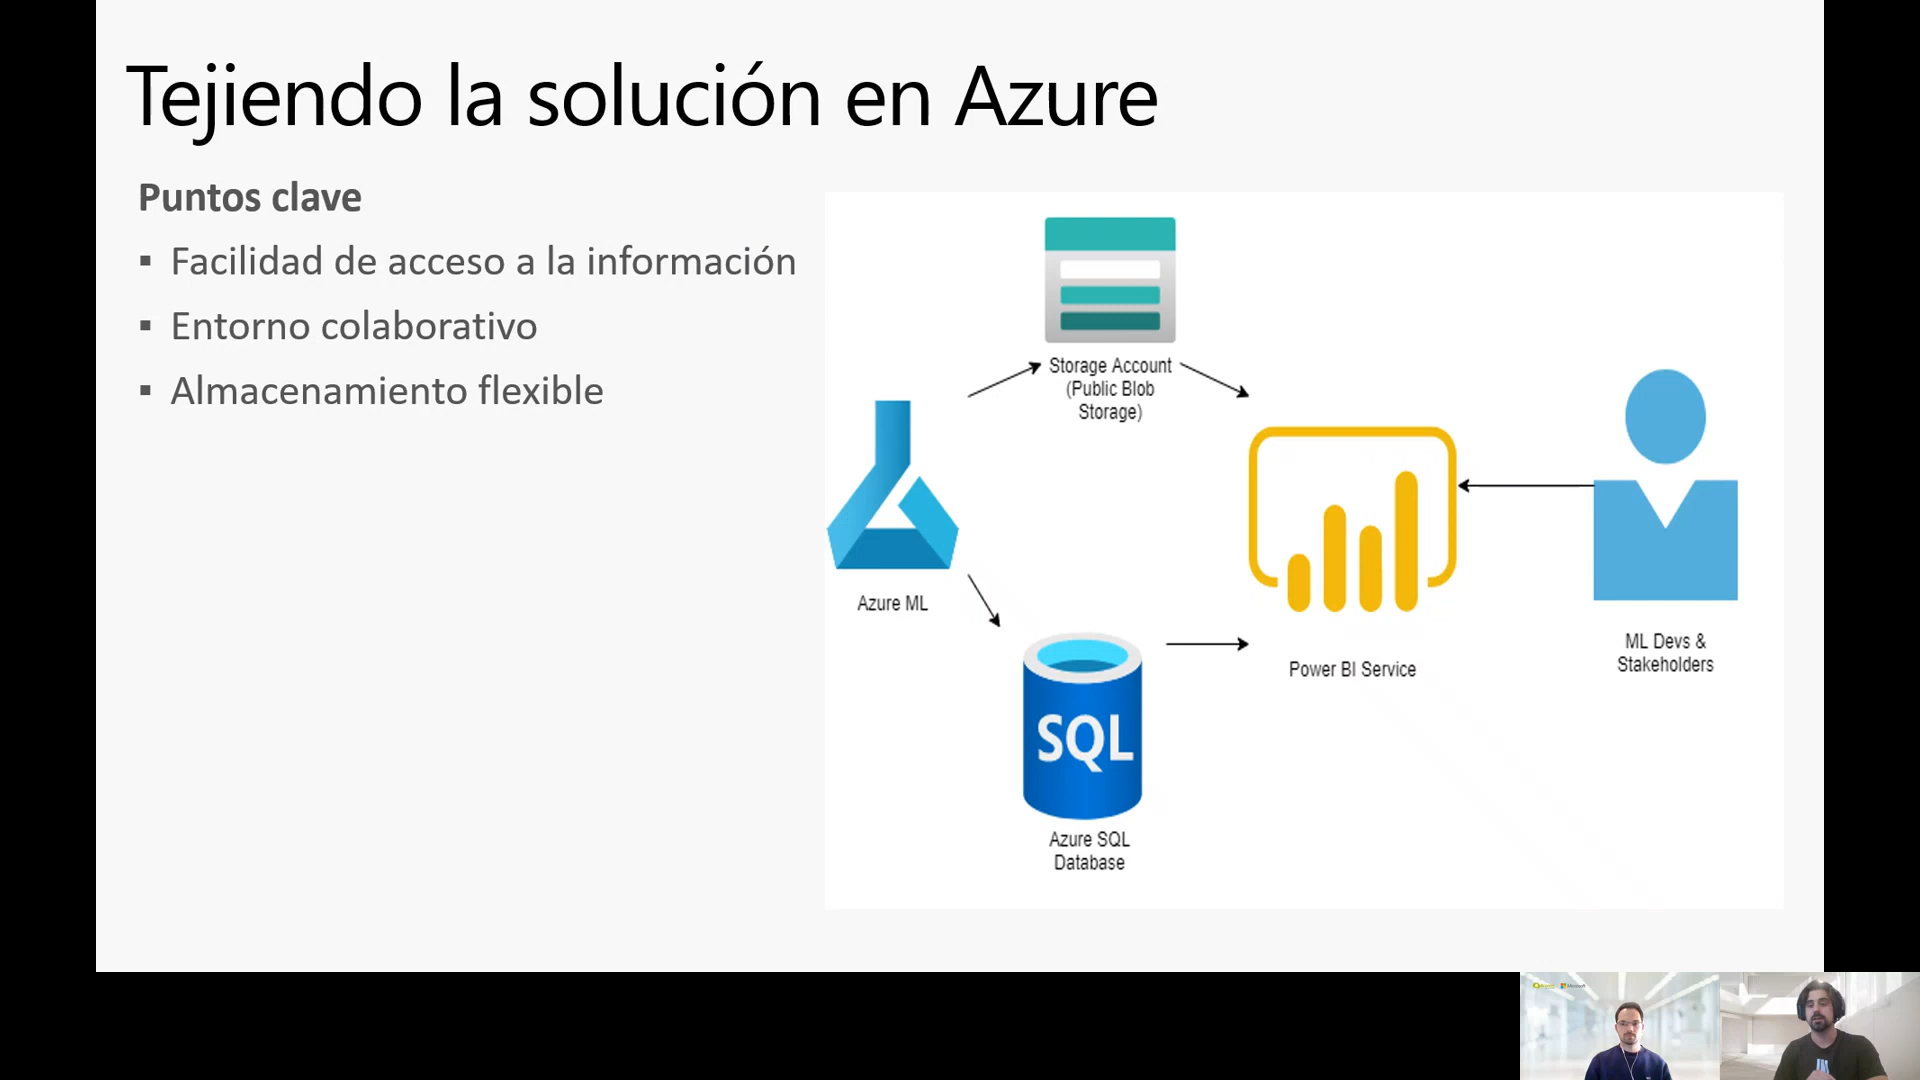 Tejiendo la solución en Azure
Puntos clave
▪ Facilidad de acceso a la información
▪ Entorno colaborativo
▪ Almacenamiento flexible
Storage Account
(Public Blob
Storage)
Azure ML
SQL
Azure SQL
Database
Power BI Service
ML Devs &
Stakeholders
Microsoft